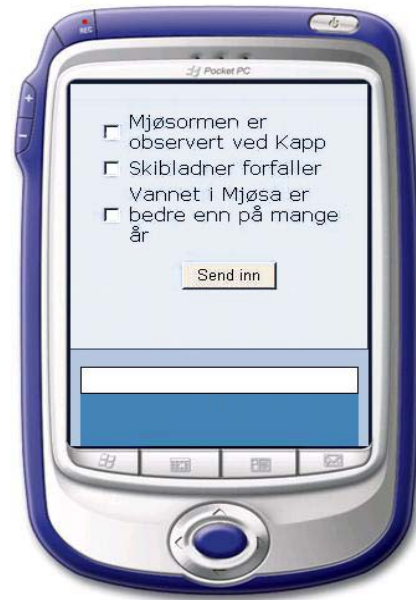 REC
Pocket PC
Mjøsormen er
observert ved Kapp
Skibladner forfaller
Vannet i Mjøsa er
bedre enn på mange
år
Send inn